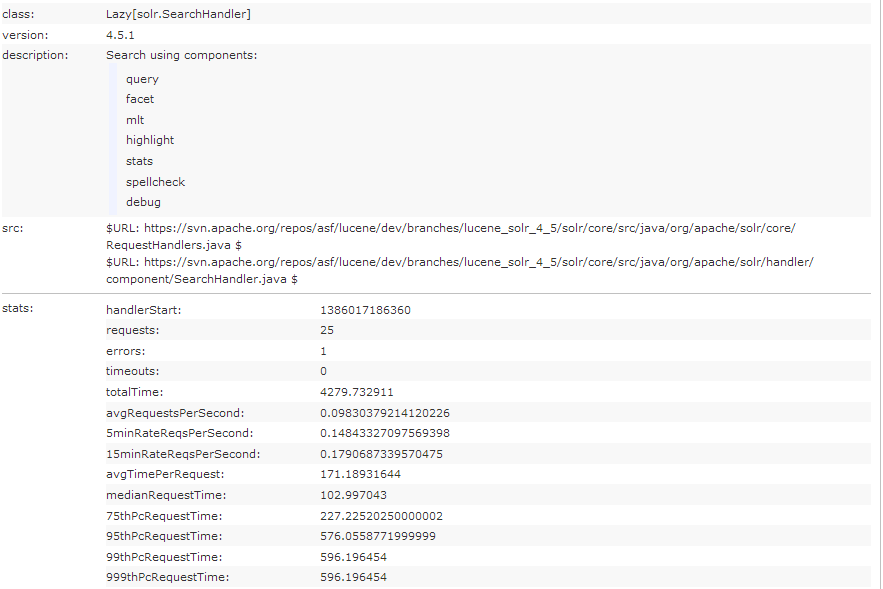 class: Lazy[solr.SearchHandler]
version: 4.5.1
description: Search using components:
query
facet
mlt
highlight
stats
spellcheck
debug
src: $URL: https://svn.apache.org/repos/asf/lucene/dev/branches/lucene_solr_4_5/solr/core/src/java/org/apache/solr/core/
RequestHandlers.java $
$URL: https://svn.apache.org/repos/asf/lucene/dev/branches/lucene_solr_4_5/solr/core/src/java/org/apache/solr/handler/
component/SearchHandler.java $
stats: handlerStart: 1386017186360
requests: 25
errors: 1
timeouts: 0
totalTime: 4279.732911
avgRequestsPerSecond: 0.09830379214120226
5minRateReqsPerSecond: 0.14843327097569398
15minRateReqsPerSecond: 0.1790687339570475
avgTimePerRequest: 171.18931644
medianRequestTime: 102.997043
75thPcRequestTime: 227.22520250000002
95thPcRequestTime: 576.0558771999999
99thPcRequestTime: 596.196454
999thPcRequestTime: 596.196454